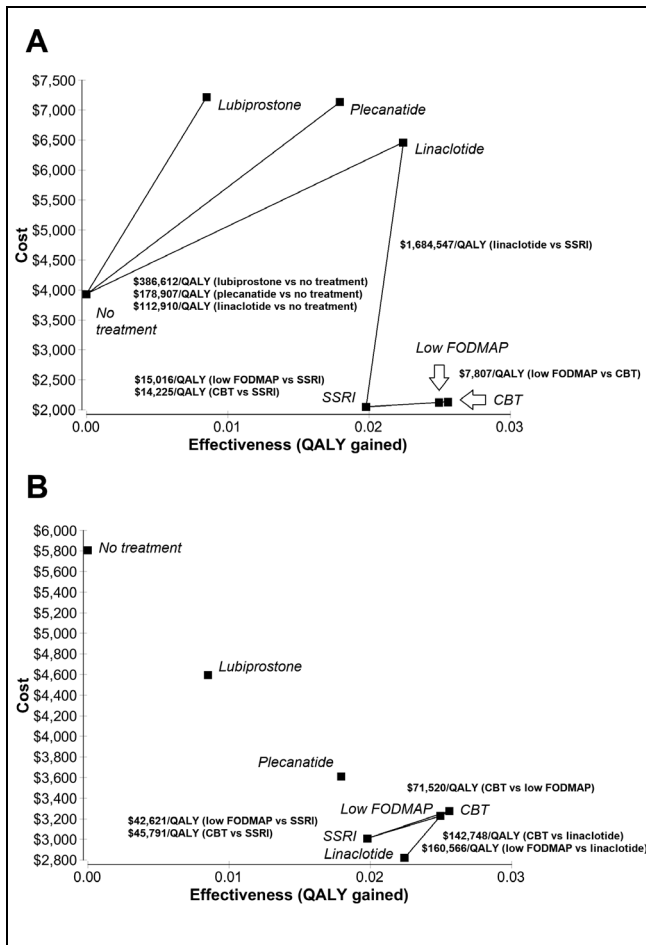 A
$7,500
$7,000
$6,500
$6,000
$5,500
$5,000
$4,500
$4,000
$3,500
$3,000
$2,500
$2,000
Cost
Lubiprostone
Plecanatide
Linaclotide
$1,684,547/QALY (linaclotide vs SSRI)
$386,612/QALY (lubiprostone vs no treatment)
$178,907/QALY (plecanatide vs no treatment)
$112,910/QALY (linaclotide vs no treatment)
No
treatment
Low FODMAP
$7,807/QALY (low FODMAP vs CBT)
$15,016/QALY (low FODMAP vs SSRI)
$14,225/QALY (CBT vs SSRI)
SSRI
CBT
0.00
0.01
0.02
0.03
Effectiveness (QALY gained)
B
$6,000
$5,800
$5,600
$5,400
$5,200
$5,000
$4,800
$4,600
$4,400
$4,200
$4,000
$3,800
$3,600
$3,400
$3,200
$3,000
$2,800
Cost
No treatment
Lubiprostone
Plecanatide
$71,520/QALY (CBT vs low FODMAP)
Low FODMAP
CBT
$42,621/QALY (low FODMAP vs SSRI)
$45,791/QALY (CBT vs SSRI)
SSRI
$142,748/QALY (CBT vs linaclotide)
Linaclotide
$160,566/QALY (low FODMAP vs linaclotide)
0.00
0.01
0.02
0.03
Effectiveness (QALY gained)